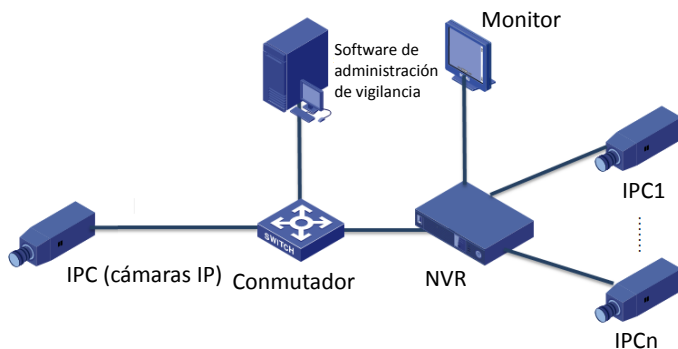 Monitor
Software de
administración
de vigilancia
IPC1
IPC (cámaras IP)
SWITCH
Conmutador
NVR
IPCn